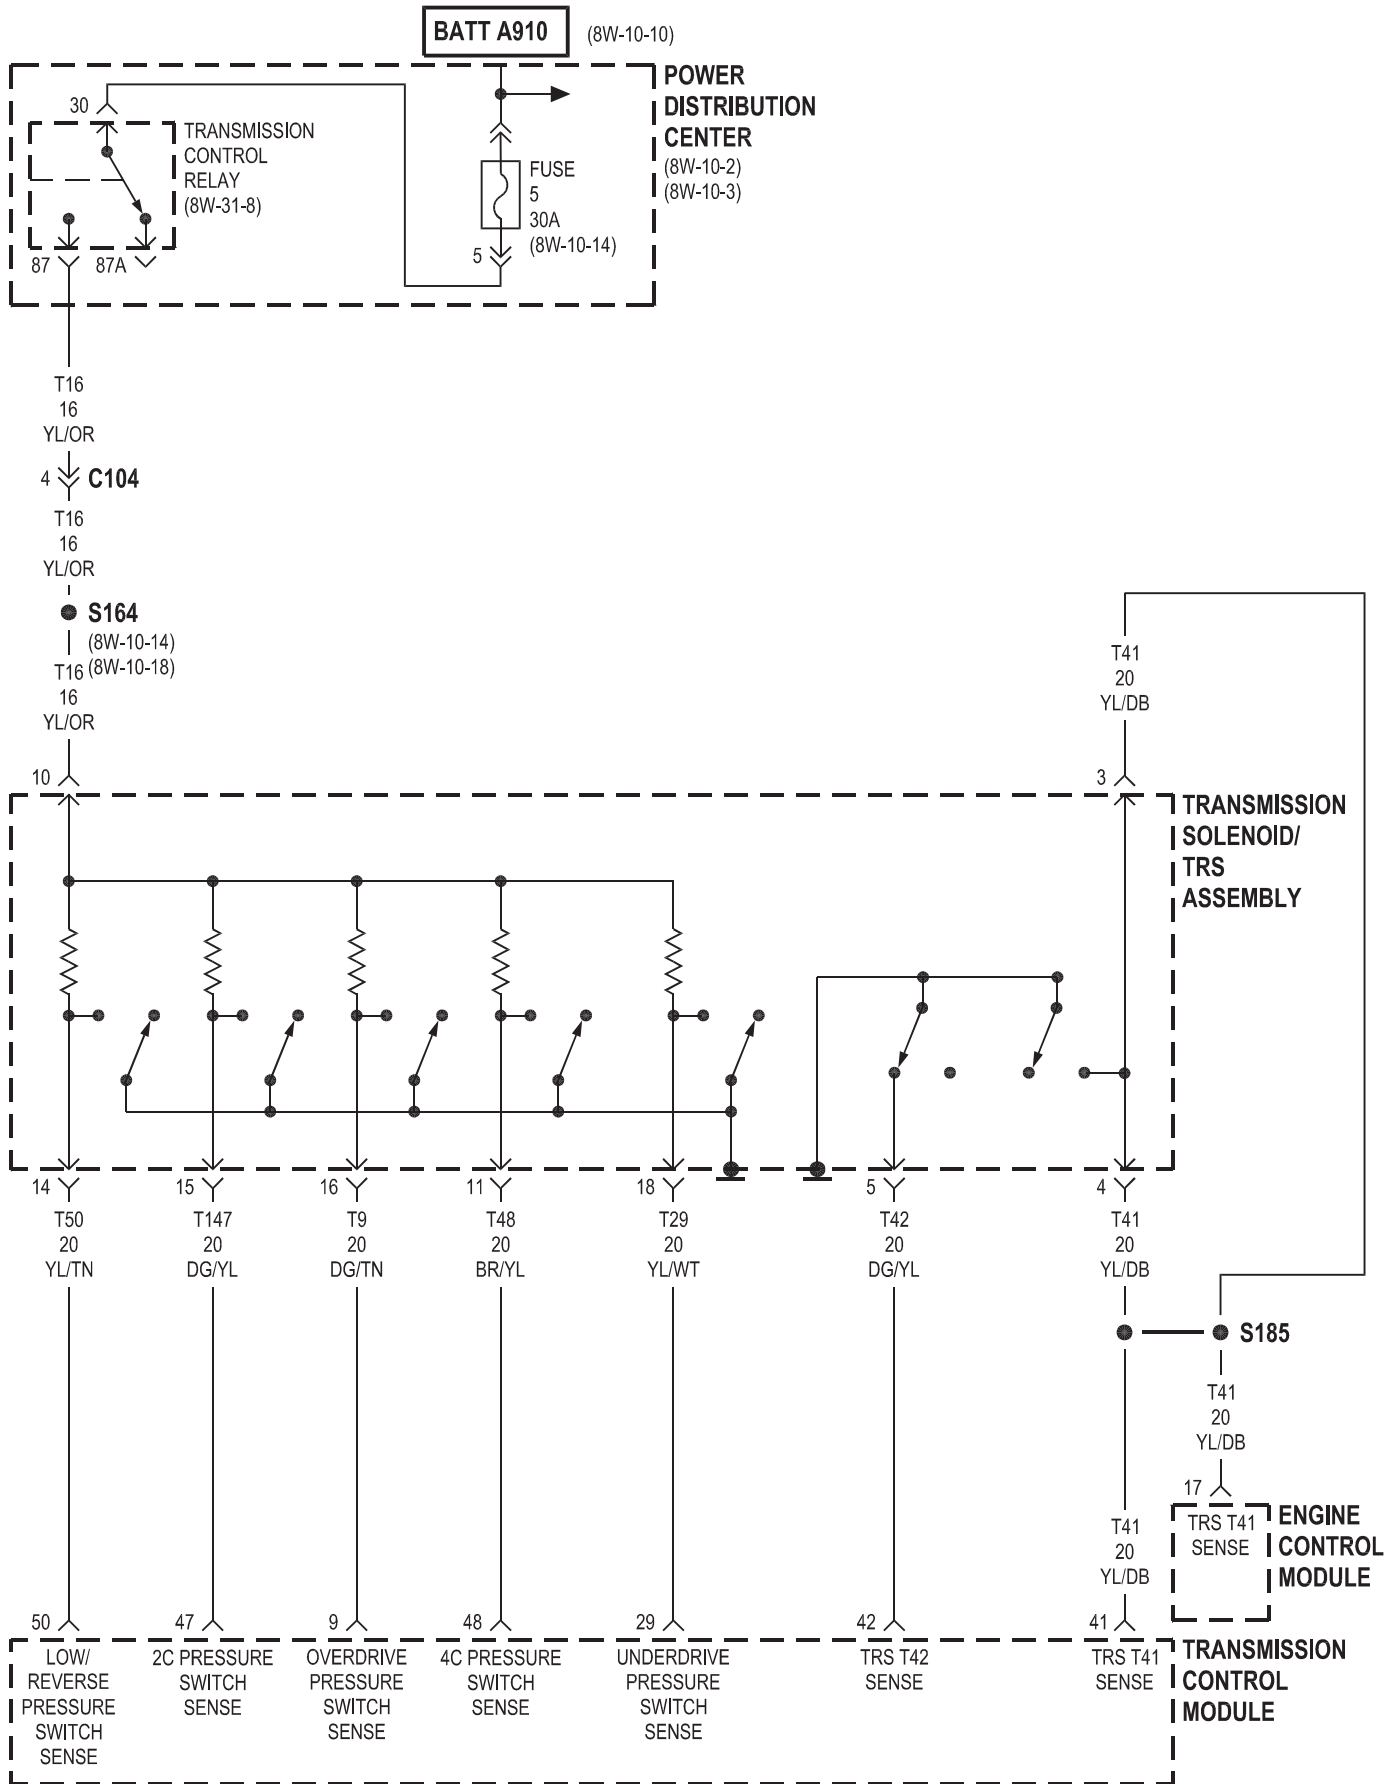 BATT A910 (8W-10-10)
POWER
DISTRIBUTION
CENTER
(8W-10-2)
(8W-10-3)
30
TRANSMISSION
CONTROL
RELAY
(8W-31-8)
FUSE
5
30A
(8W-10-14)
5
87 87A
T16
16
YL/OR
4 C104
T16
16
YL/OR
S164
(8W-10-14)
(8W-10-18)
T16
16
YL/OR
T41
20
YL/DB
10 3
TRANSMISSION
SOLENOID/
TRS
ASSEMBLY
14 15 16 11 18 5 4
T50 T147 T9 T48 T29 T42 T41
20 20 20 20 20 20 20
YL/TN DG/YL DG/TN BR/YL YL/WT DG/YL YL/DB
S185
T41
20
YL/DB
17
TRS T41
SENSE
ENGINE
CONTROL
MODULE
T41
20
YL/DB
50 47 9 48 29 42 41
LOW/
REVERSE
PRESSURE
SWITCH
SENSE
2C PRESSURE
SWITCH
SENSE
OVERDRIVE
PRESSURE
SWITCH
SENSE
4C PRESSURE
SWITCH
SENSE
UNDERDRIVE
PRESSURE
SWITCH
SENSE
TRS T42
SENSE
TRS T41
SENSE
TRANSMISSION
CONTROL
MODULE